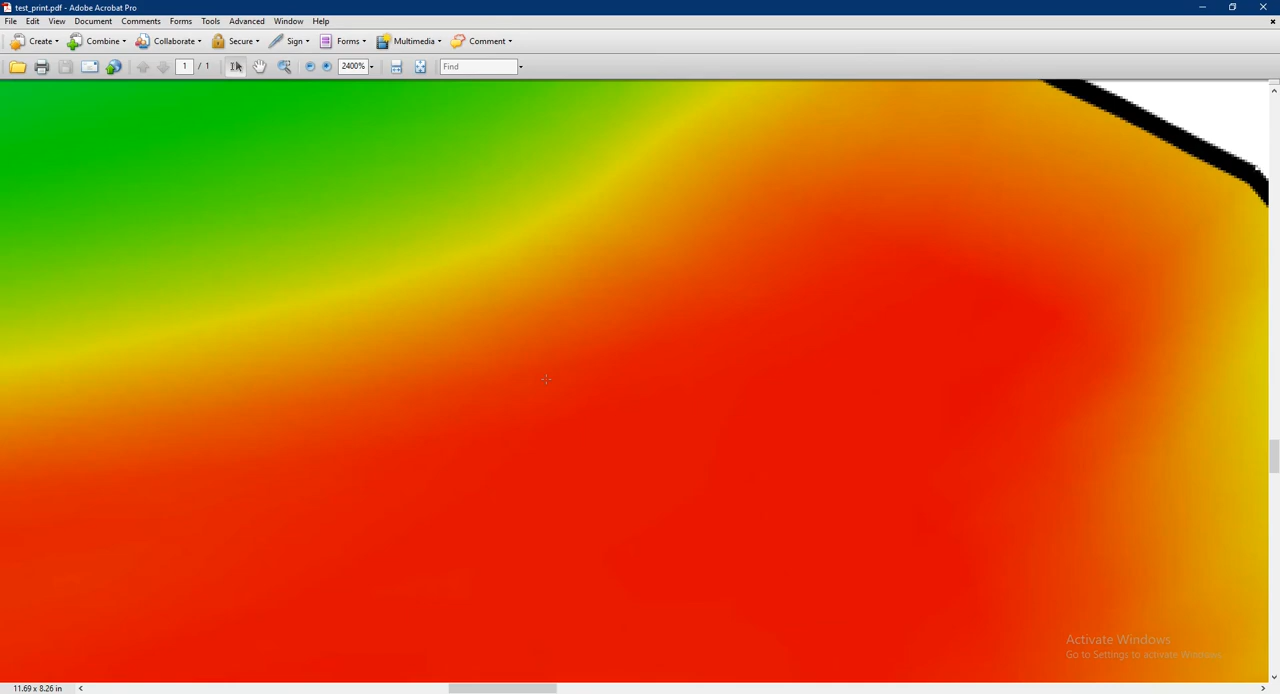 test_print.pdf - Adobe Acrobat Pro
File Edit View Document Comments Forms Tools Advanced Window Help
Create Combine Collaborate Secure Sign Forms Multimedia Comment
1 / 1 2400% Find
Activate Windows
Go to Settings to activate Windows.
11.69 x 8.26 in